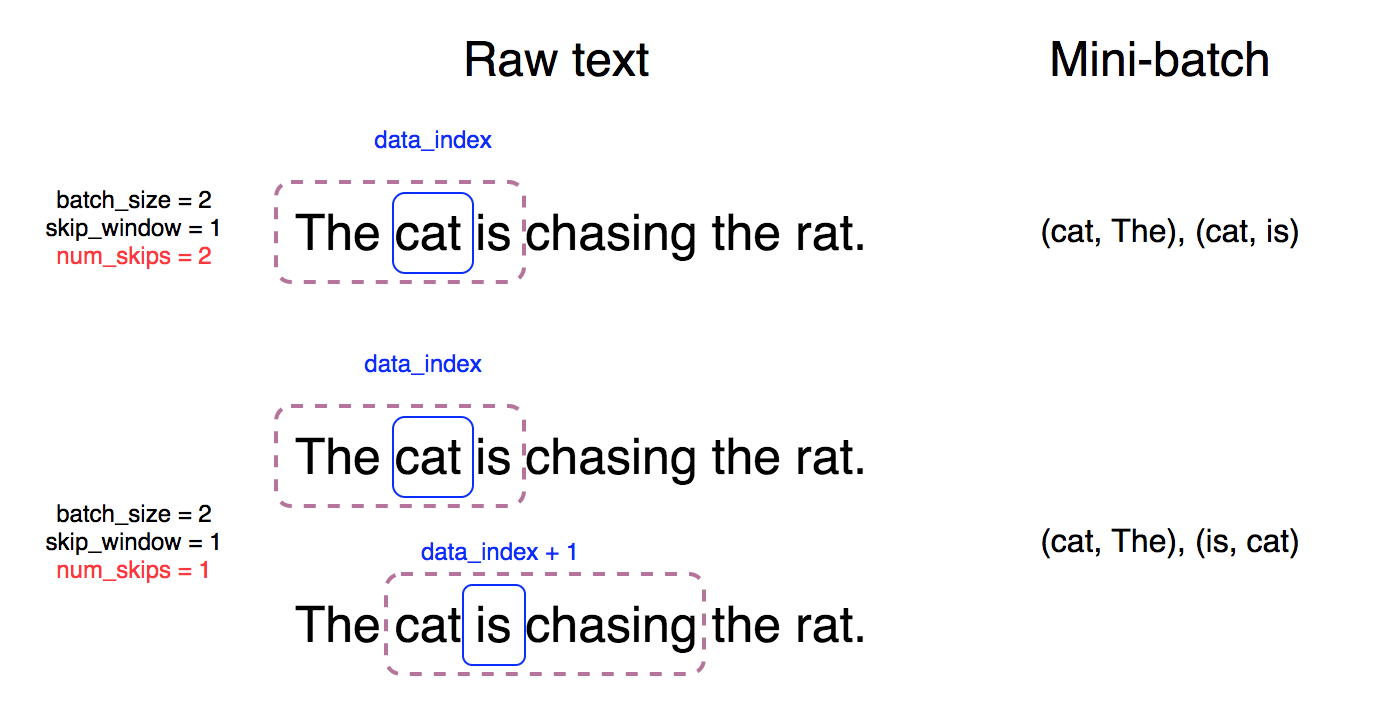 Raw text
Mini-batch
data_index
batch_size = 2
skip_window = 1
num_skips = 2
The cat is chasing the rat.
(cat, The), (cat, is)
data_index
The cat is chasing the rat.
batch_size = 2
skip_window = 1
num_skips = 1
(cat, The), (is, cat)
data_index + 1
The cat is chasing the rat.